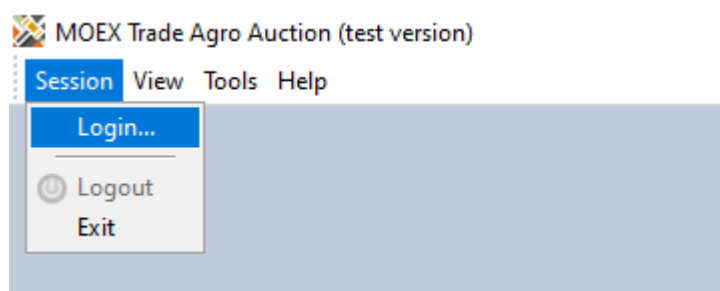 MOEX Trade Agro Auction (test version)
Session View Tools Help
Login...
Logout
Exit